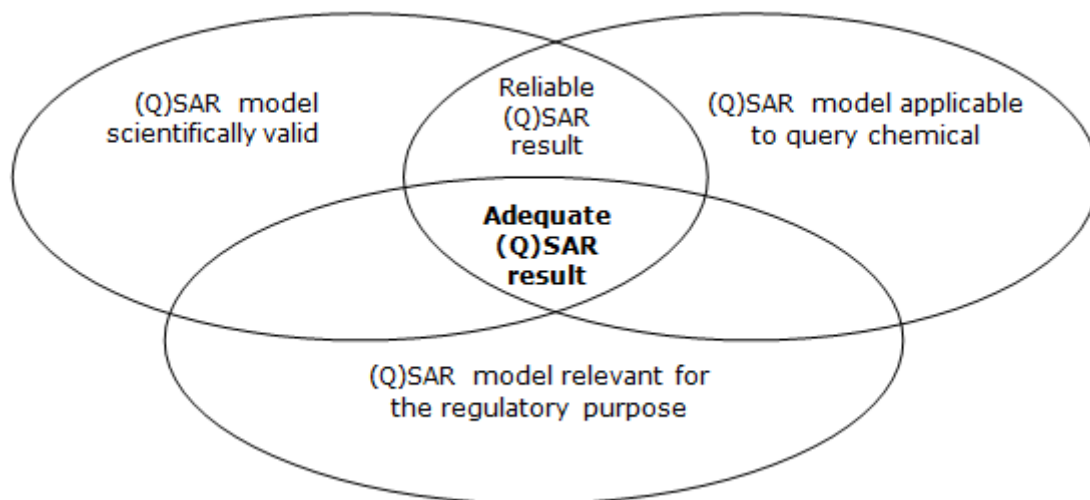 (Q)SAR model
scientifically valid
Reliable
(Q)SAR
result
(Q)SAR model applicable
to query chemical
Adequate
(Q)SAR
result
(Q)SAR model relevant for
the regulatory purpose